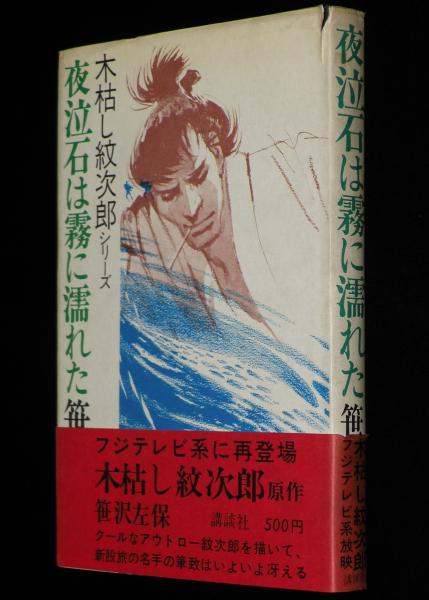 木枯し紋次郎シリーズ
夜泣石は霧に濡れた
笹
フジテレビ系に再登場
木枯し紋次郎原作
笹沢左保 講談社 500円
クールなアウトロー紋次郎を描いて、
新股旅の名手の筆致はいよいよ冴える
夜泣石は霧に濡れた
笹
木枯し紋次郎
フジテレビ系放映